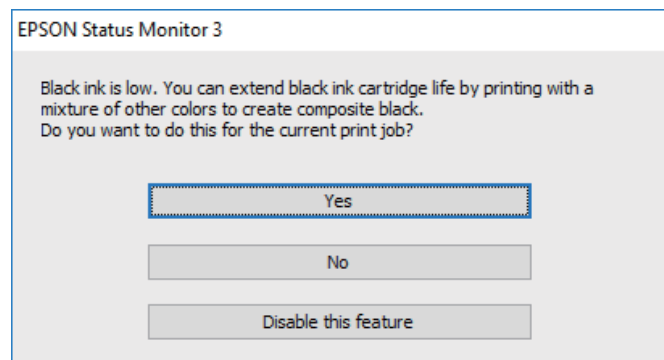 EPSON Status Monitor 3
Black ink is low. You can extend black ink cartridge life by printing with a
mixture of other colors to create composite black.
Do you want to do this for the current print job?
Yes
No
Disable this feature